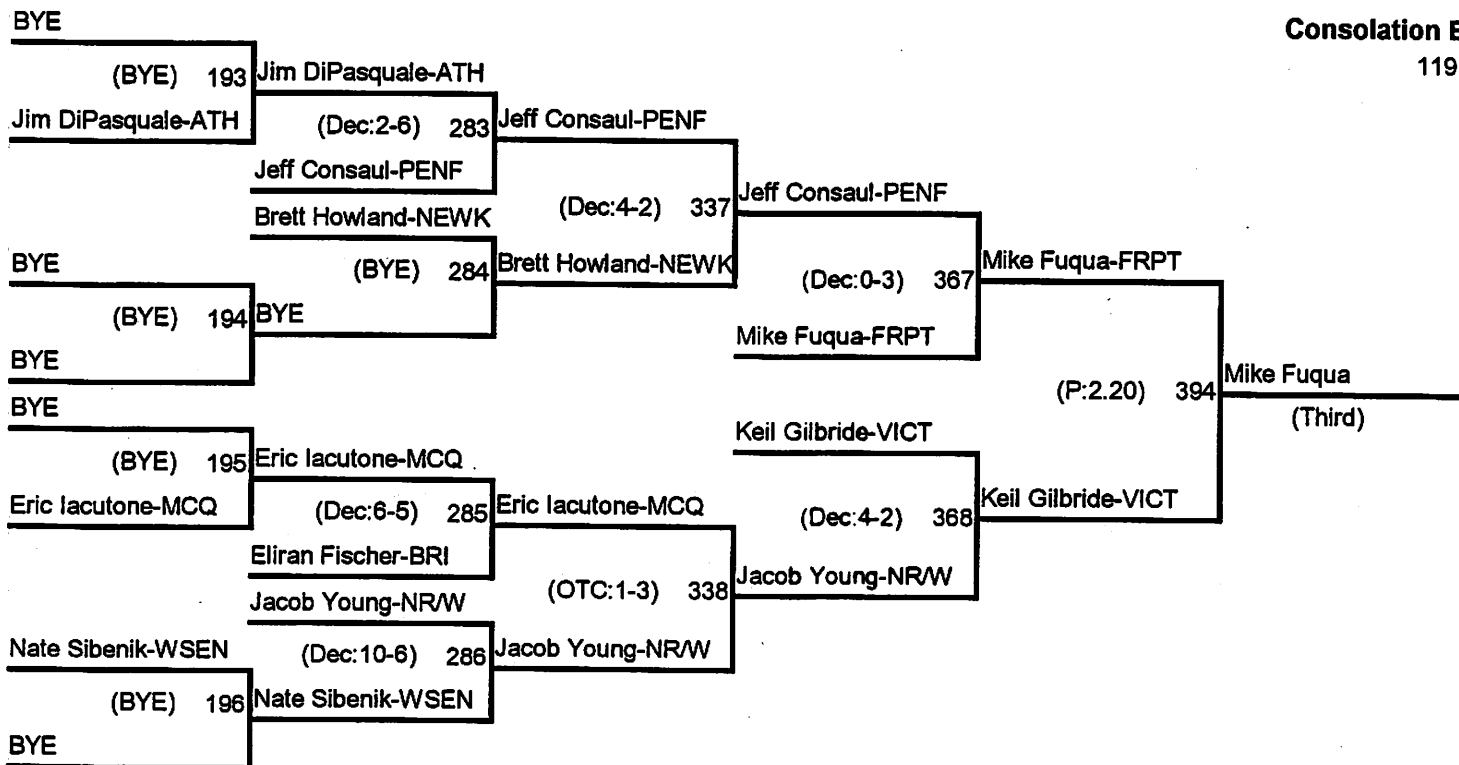 Consolation
119
BYE
(BYE) 193
Jim DiPasquale-ATH
Jim DiPasquale-ATH
(Dec:2-6) 283
Jeff Consaul-PENF
Jeff Consaul-PENF
(Dec:4-2) 337
Brett Howland-NEWK
BYE
(BYE) 284
Brett Howland-NEWK
(BYE) 194
BYE
BYE
Jeff Consaul-PENF
(Dec:0-3) 367
Mike Fuqua-FRPT
Mike Fuqua-FRPT
(P:2.20) 394
Mike Fuqua
(Third)
BYE
(BYE) 195
Eric Iacutone-MCQ
Eric Iacutone-MCQ
(Dec:6-5) 285
Eric Iacutone-MCQ
Eliran Fischer-BRI
(OTC:1-3) 338
Jacob Young-NR/W
Nate Sibenik-WSEN
(Dec:10-6) 286
Jacob Young-NR/W
(BYE) 196
Nate Sibenik-WSEN
BYE
Keil Gilbride-VICT
(Dec:4-2) 368
Keil Gilbride-VICT
Jacob Young-NR/W